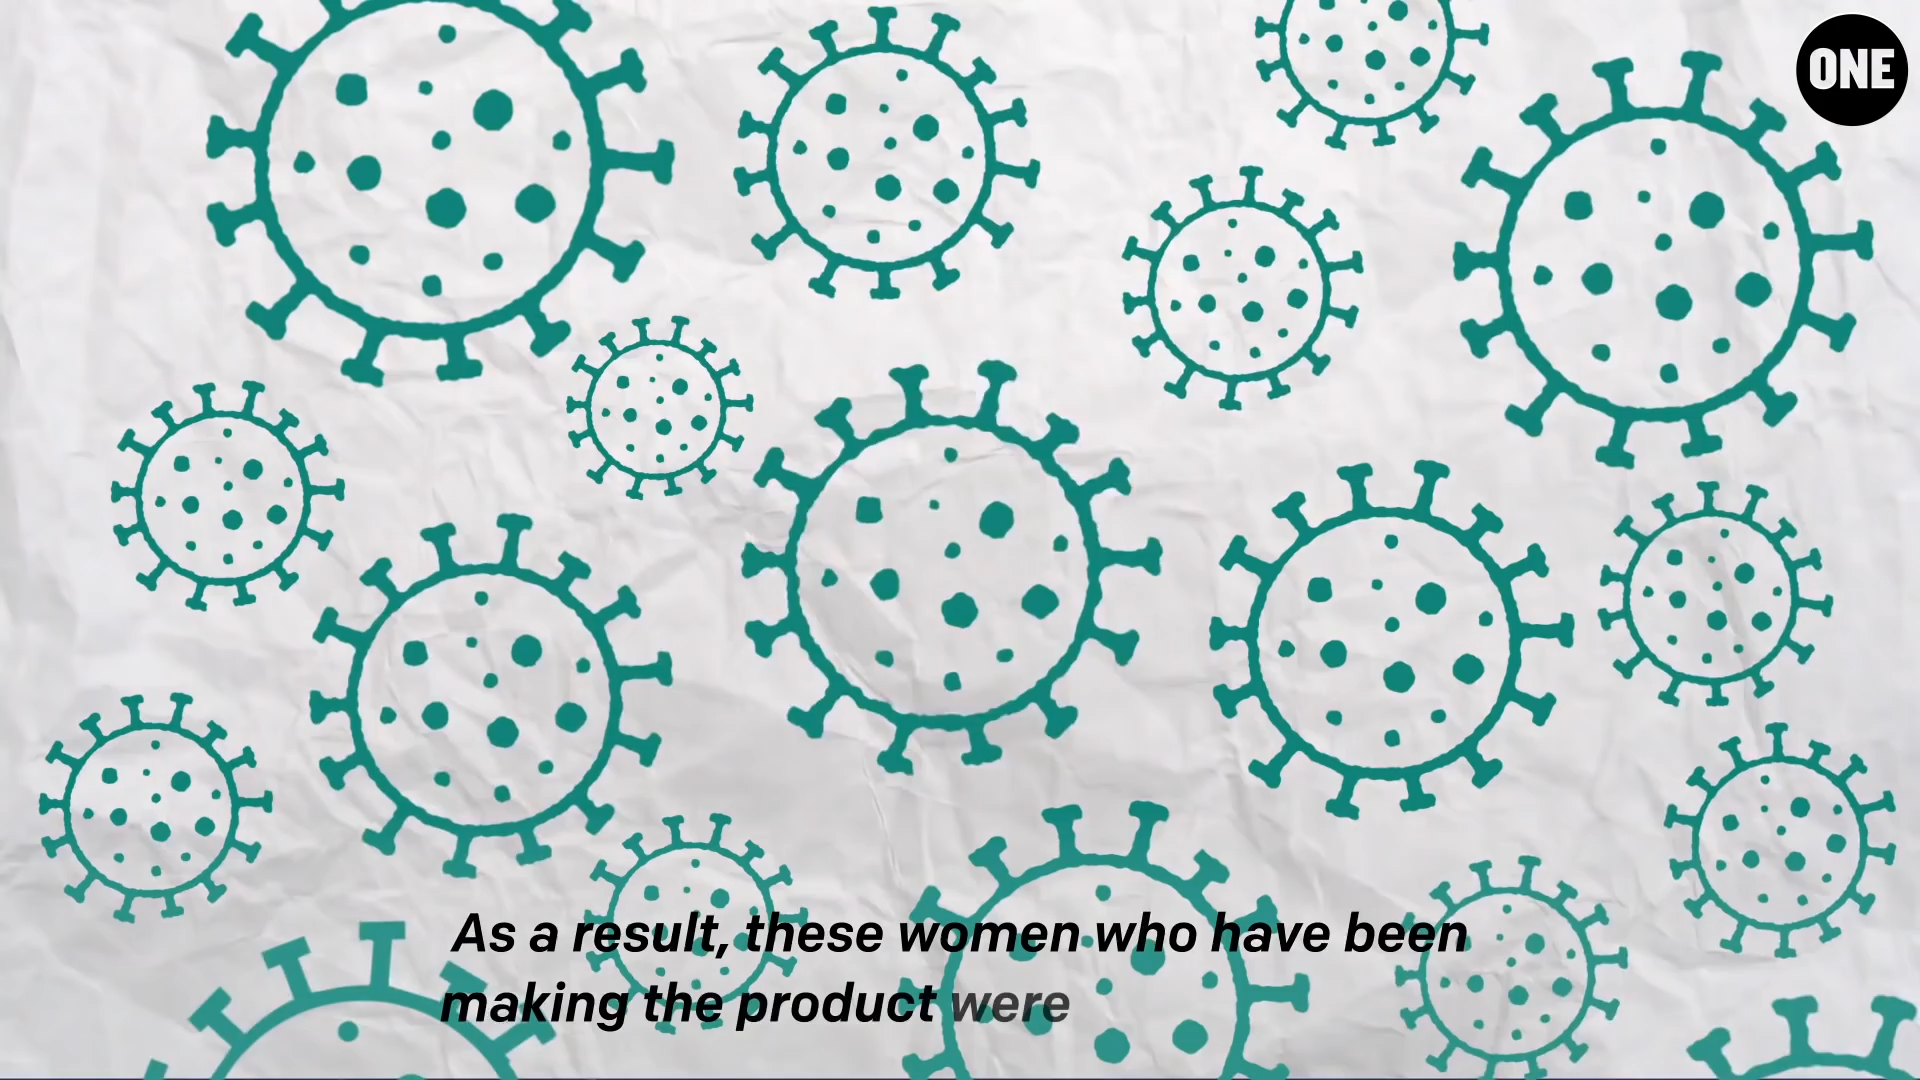 ONE
As a result, these women who have been
making the product were